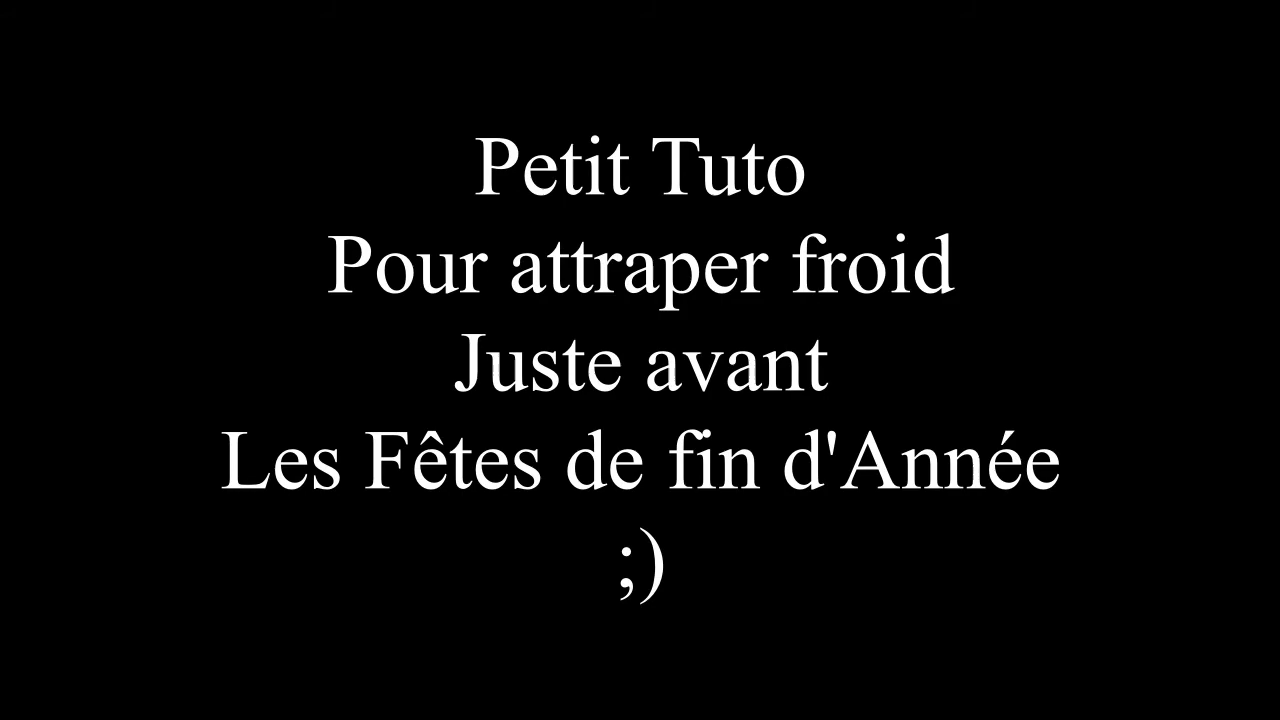 Petit Tuto
Pour attraper froid
Juste avant
Les Fêtes de fin d'Année
;)